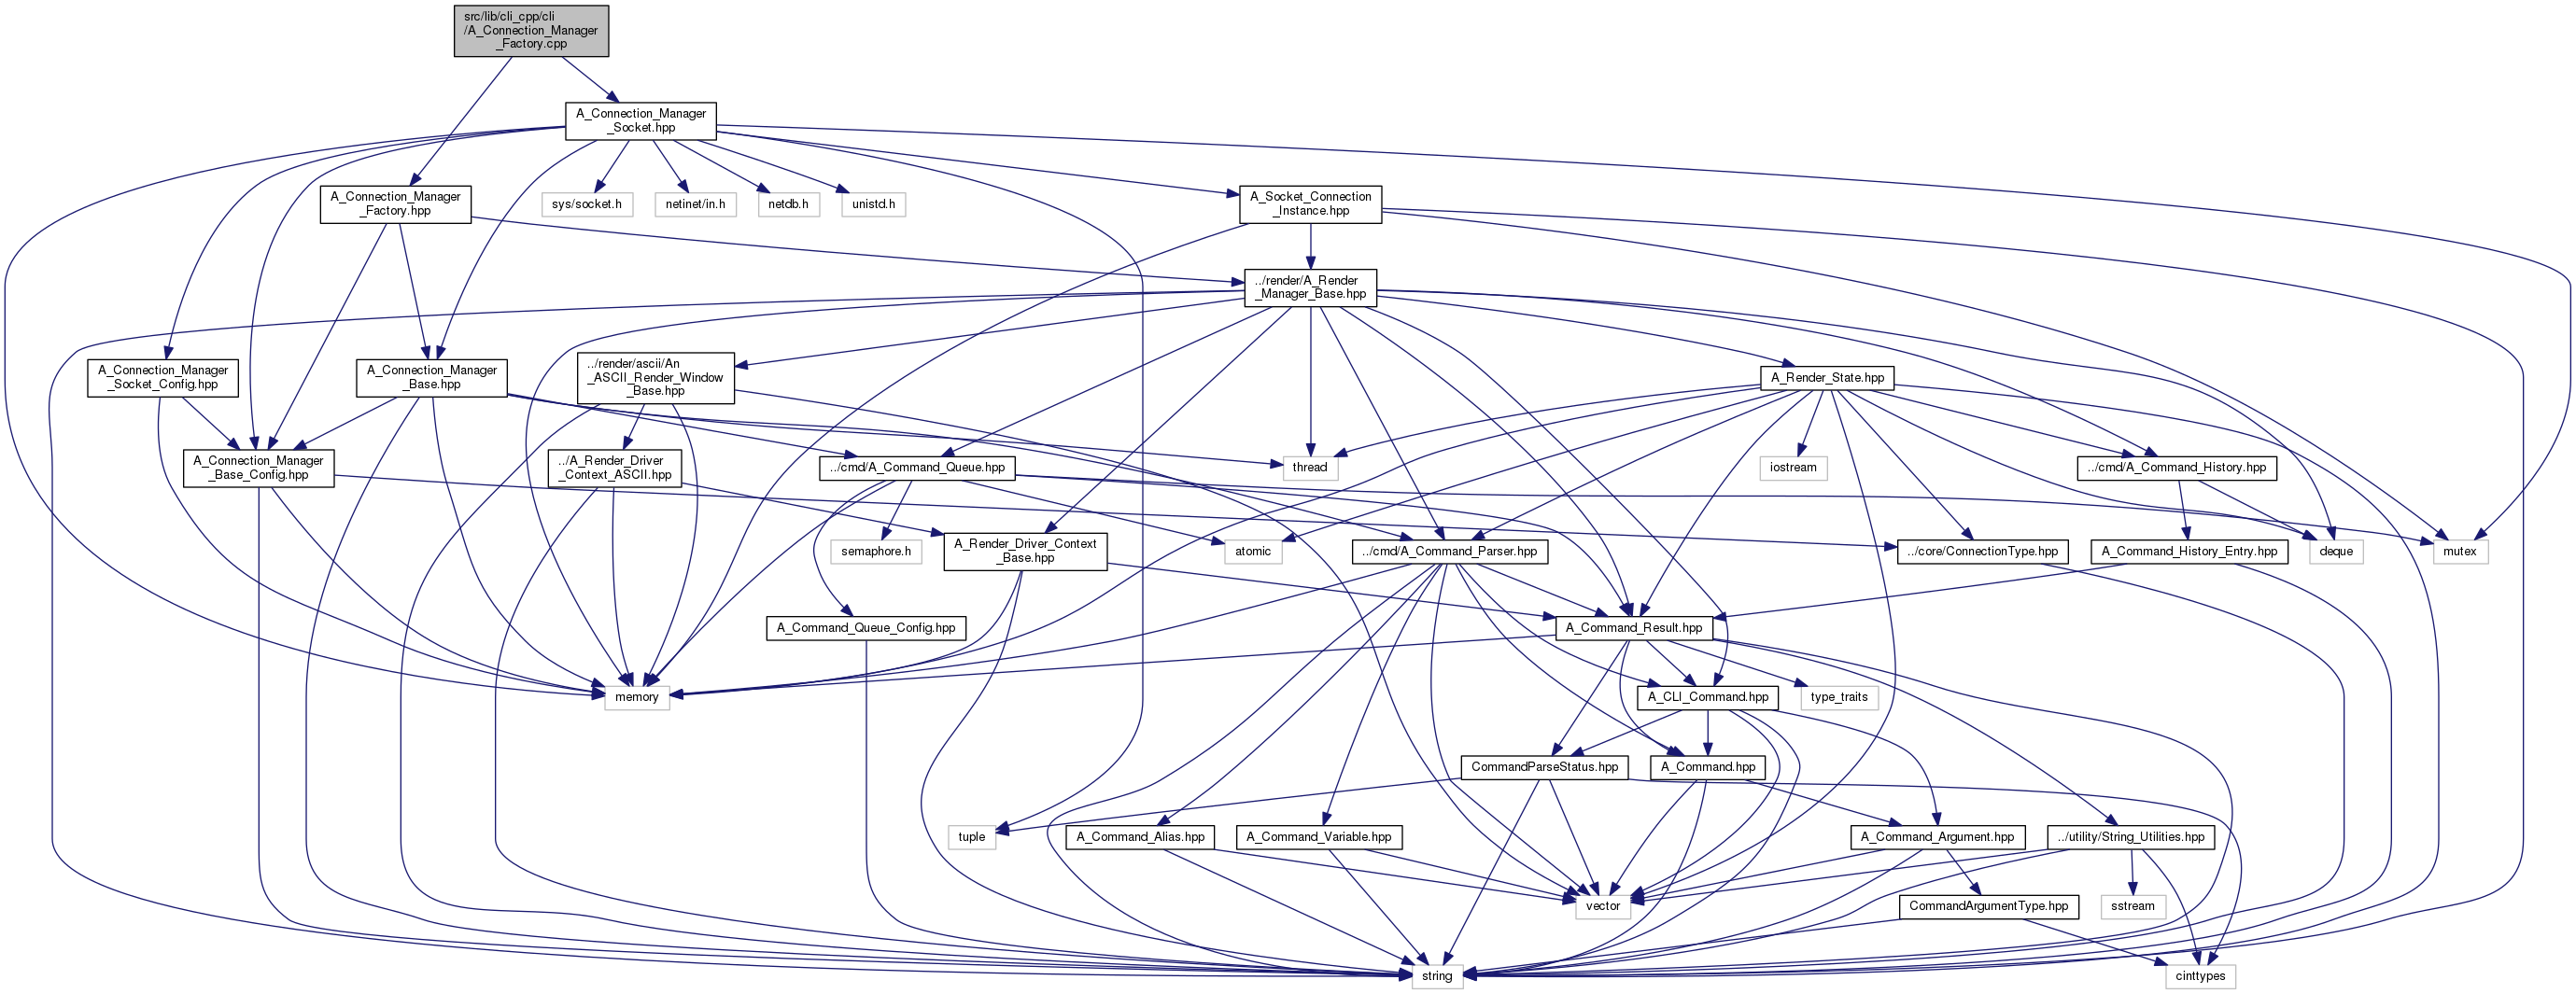 src/lib/cli_cpp/cli
/A_Connection_Manager
_Factory.cpp
A_Connection_Manager
_Socket.hpp
A_Connection_Manager
_Factory.hpp
sys/socket.h
netinet/in.h
netdb.h
unistd.h
A_Socket_Connection
_Instance.hpp
../render/A_Render
_Manager_Base.hpp
A_Connection_Manager
_Socket_Config.hpp
A_Connection_Manager
_Base.hpp
../render/ascii/An
_ASCII_Render_Window
_Base.hpp
A_Render_State.hpp
A_Connection_Manager
_Base_Config.hpp
../A_Render_Driver
_Context_ASCII.hpp
../cmd/A_Command_Queue.hpp
thread
iostream
../cmd/A_Command_History.hpp
semaphore.h
A_Render_Driver_Context
_Base.hpp
atomic
../cmd/A_Command_Parser.hpp
../core/ConnectionType.hpp
A_Command_History_Entry.hpp
deque
mutex
A_Command_Queue_Config.hpp
A_Command_Result.hpp
memory
A_CLI_Command.hpp
type_traits
CommandParseStatus.hpp
A_Command.hpp
tuple
A_Command_Alias.hpp
A_Command_Variable.hpp
A_Command_Argument.hpp
../utility/String_Utilities.hpp
vector
CommandArgumentType.hpp
sstream
string
cinttypes